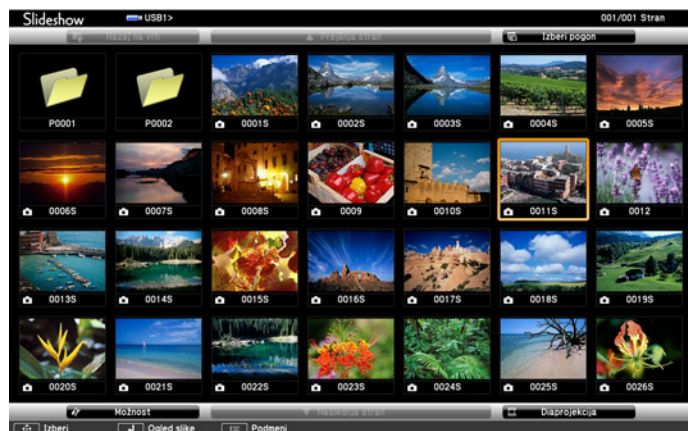 Slideshow USB1> 001/001 Stran
Nazaj na vrh Prejšnja stran Izberi pogon
P0001 P0002 0001S 0002S 0003S 0004S 0005S
0006S 0007S 0008S 0009 0010S 0011S 0012
0013S 0014S 0015S 0016S 0017S 0018S 0019S
0020S 0021S 0022S 0023S 0024S 0025S 0026S
Možnost Naslednja stran Diaprojekcija
Izberi Ogled slike ESC Podmeni